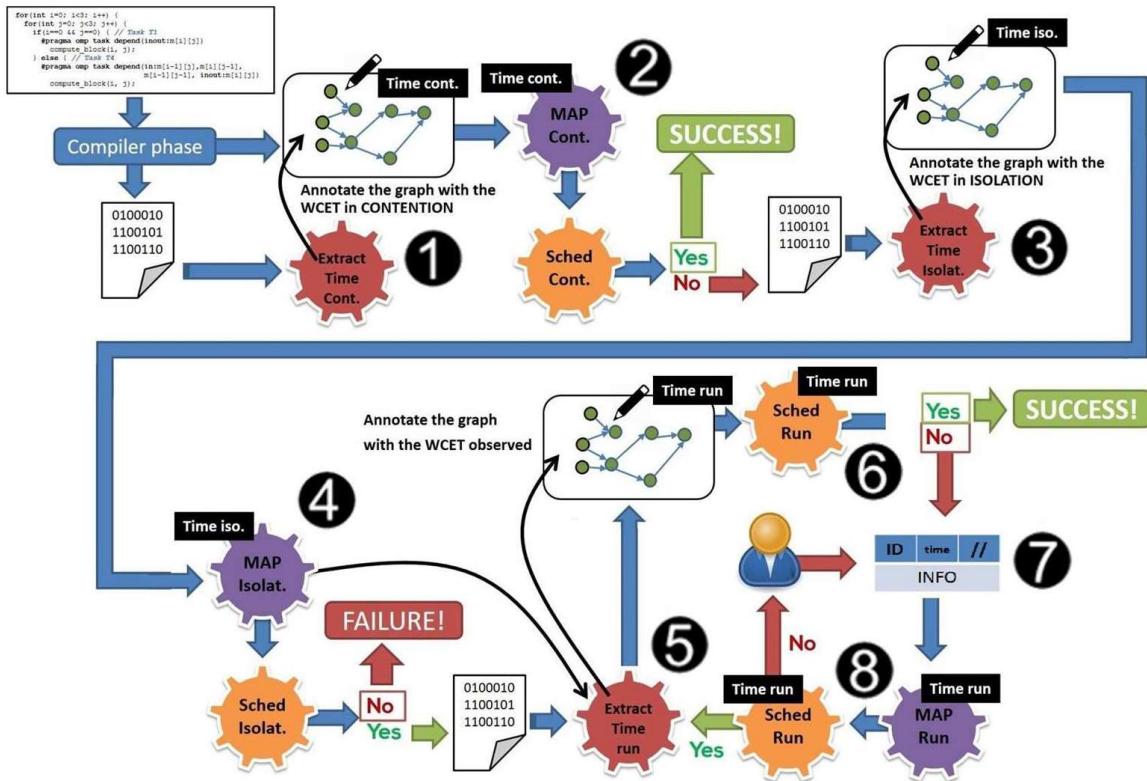 for(int i=0; i<3; i++) {
for(int j=0; j<3; j++) {
if(i==0 && j==0) { // Task T1
#pragma omp task depend(inout:m[i][j])
compute_block(i, j);
} else { // Task T4
#pragma omp task depend(in:m[i-1][j],m[i][j-1],
m[i-1][j-1], inout:m[i][j])
compute_block(i, j);
Compiler phase
0100010
1100101
1100110
Time cont.
Annotate the graph with the
WCET in CONTENTION
Extract
Time
Cont.
1
Time cont.
MAP
Cont.
2
Sched
Cont.
SUCCESS!
Yes
No
0100010
1100101
1100110
Time iso.
Annotate the graph with the
WCET in ISOLATION
Extract
Time
Isolat.
3
Time iso.
MAP
Isolat.
4
Sched
Isolat.
FAILURE!
No
Yes
0100010
1100101
1100110
Annotate the graph
with the WCET observed
Time run
Extract
Time
run
5
Time run
Sched
Run
6
Yes
No
SUCCESS!
ID time //
INFO
7
Time run
MAP
Run
8
Time run
Sched
Run
No
Yes